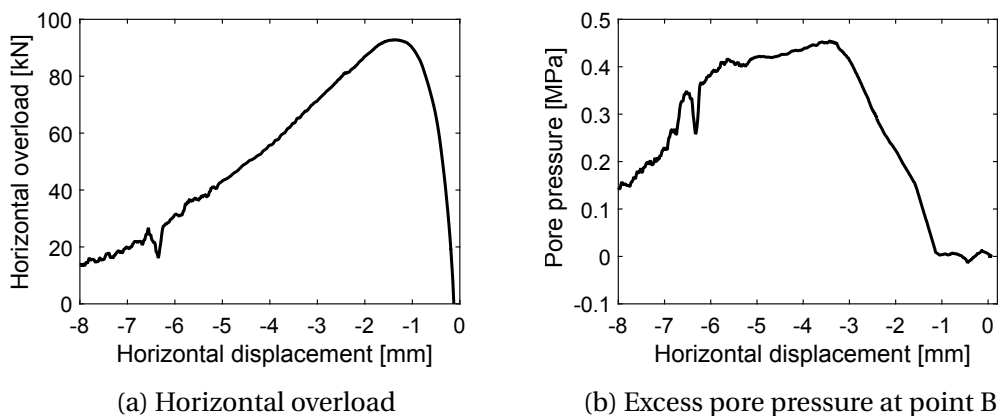 Horizontal overload [kN]
100
80
60
40
20
0
-8 -7 -6 -5 -4 -3 -2 -1 0
Horizontal displacement [mm]
(a) Horizontal overload
Pore pressure [MPa]
0.5
0.4
0.3
0.2
0.1
0
-0.1
-8 -7 -6 -5 -4 -3 -2 -1 0
Horizontal displacement [mm]
(b) Excess pore pressure at point B